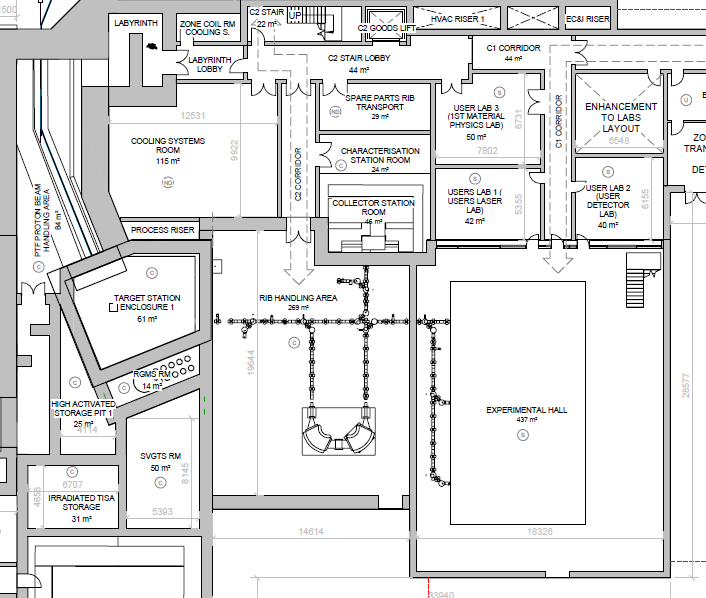 1500
LABYRINTH
ZONE COIL RM
COOLING S.
C2 STAIR
22 m²
UP
C2 GOODS LIFT
HVAC RISER 1
EC&I RISER
LABYRINTH
LOBBY
C2 STAIR LOBBY
44 m²
C1 CORRIDOR
44 m²
12531
COOLING SYSTEMS
ROOM
115 m²
9922
ND
C2 CORRIDOR
SPARE PARTS RIB
TRANSPORT
29 m²
ND
CHARACTERISATION
STATION ROOM
24 m²
C
COLLECTOR STATION
ROOM
46 m²
S
USER LAB 3
(1ST MATERIAL
PHYSICS LAB)
50 m²
6731
7802
C1 CORRIDOR
ENHANCEMENT
TO LABS
LAYOUT
6548
U
ZO
TRAN
DET
S
USERS LAB 1 (
USERS LASER
LAB)
42 m²
5355
S
USER LAB 2
(USER
DETECTOR
LAB)
40 m²
6155
PTF PROTON BEAM
HANDLING AREA
84 m²
C
PROCESS RISER
C
TARGET STATION
ENCLOSURE 1
61 m²
RIB HANDLING AREA
269 m²
C
19644
RGMS RM
14 m²
C
C
HIGH ACTIVATED
STORAGE PIT 1
25 m²
4114
EXPERIMENTAL HALL
437 m²
S
28577
SVGTS RM
50 m²
C
8145
5393
C
6707
4656
IRRADIATED TISA
STORAGE
31 m²
14614
18326
33940